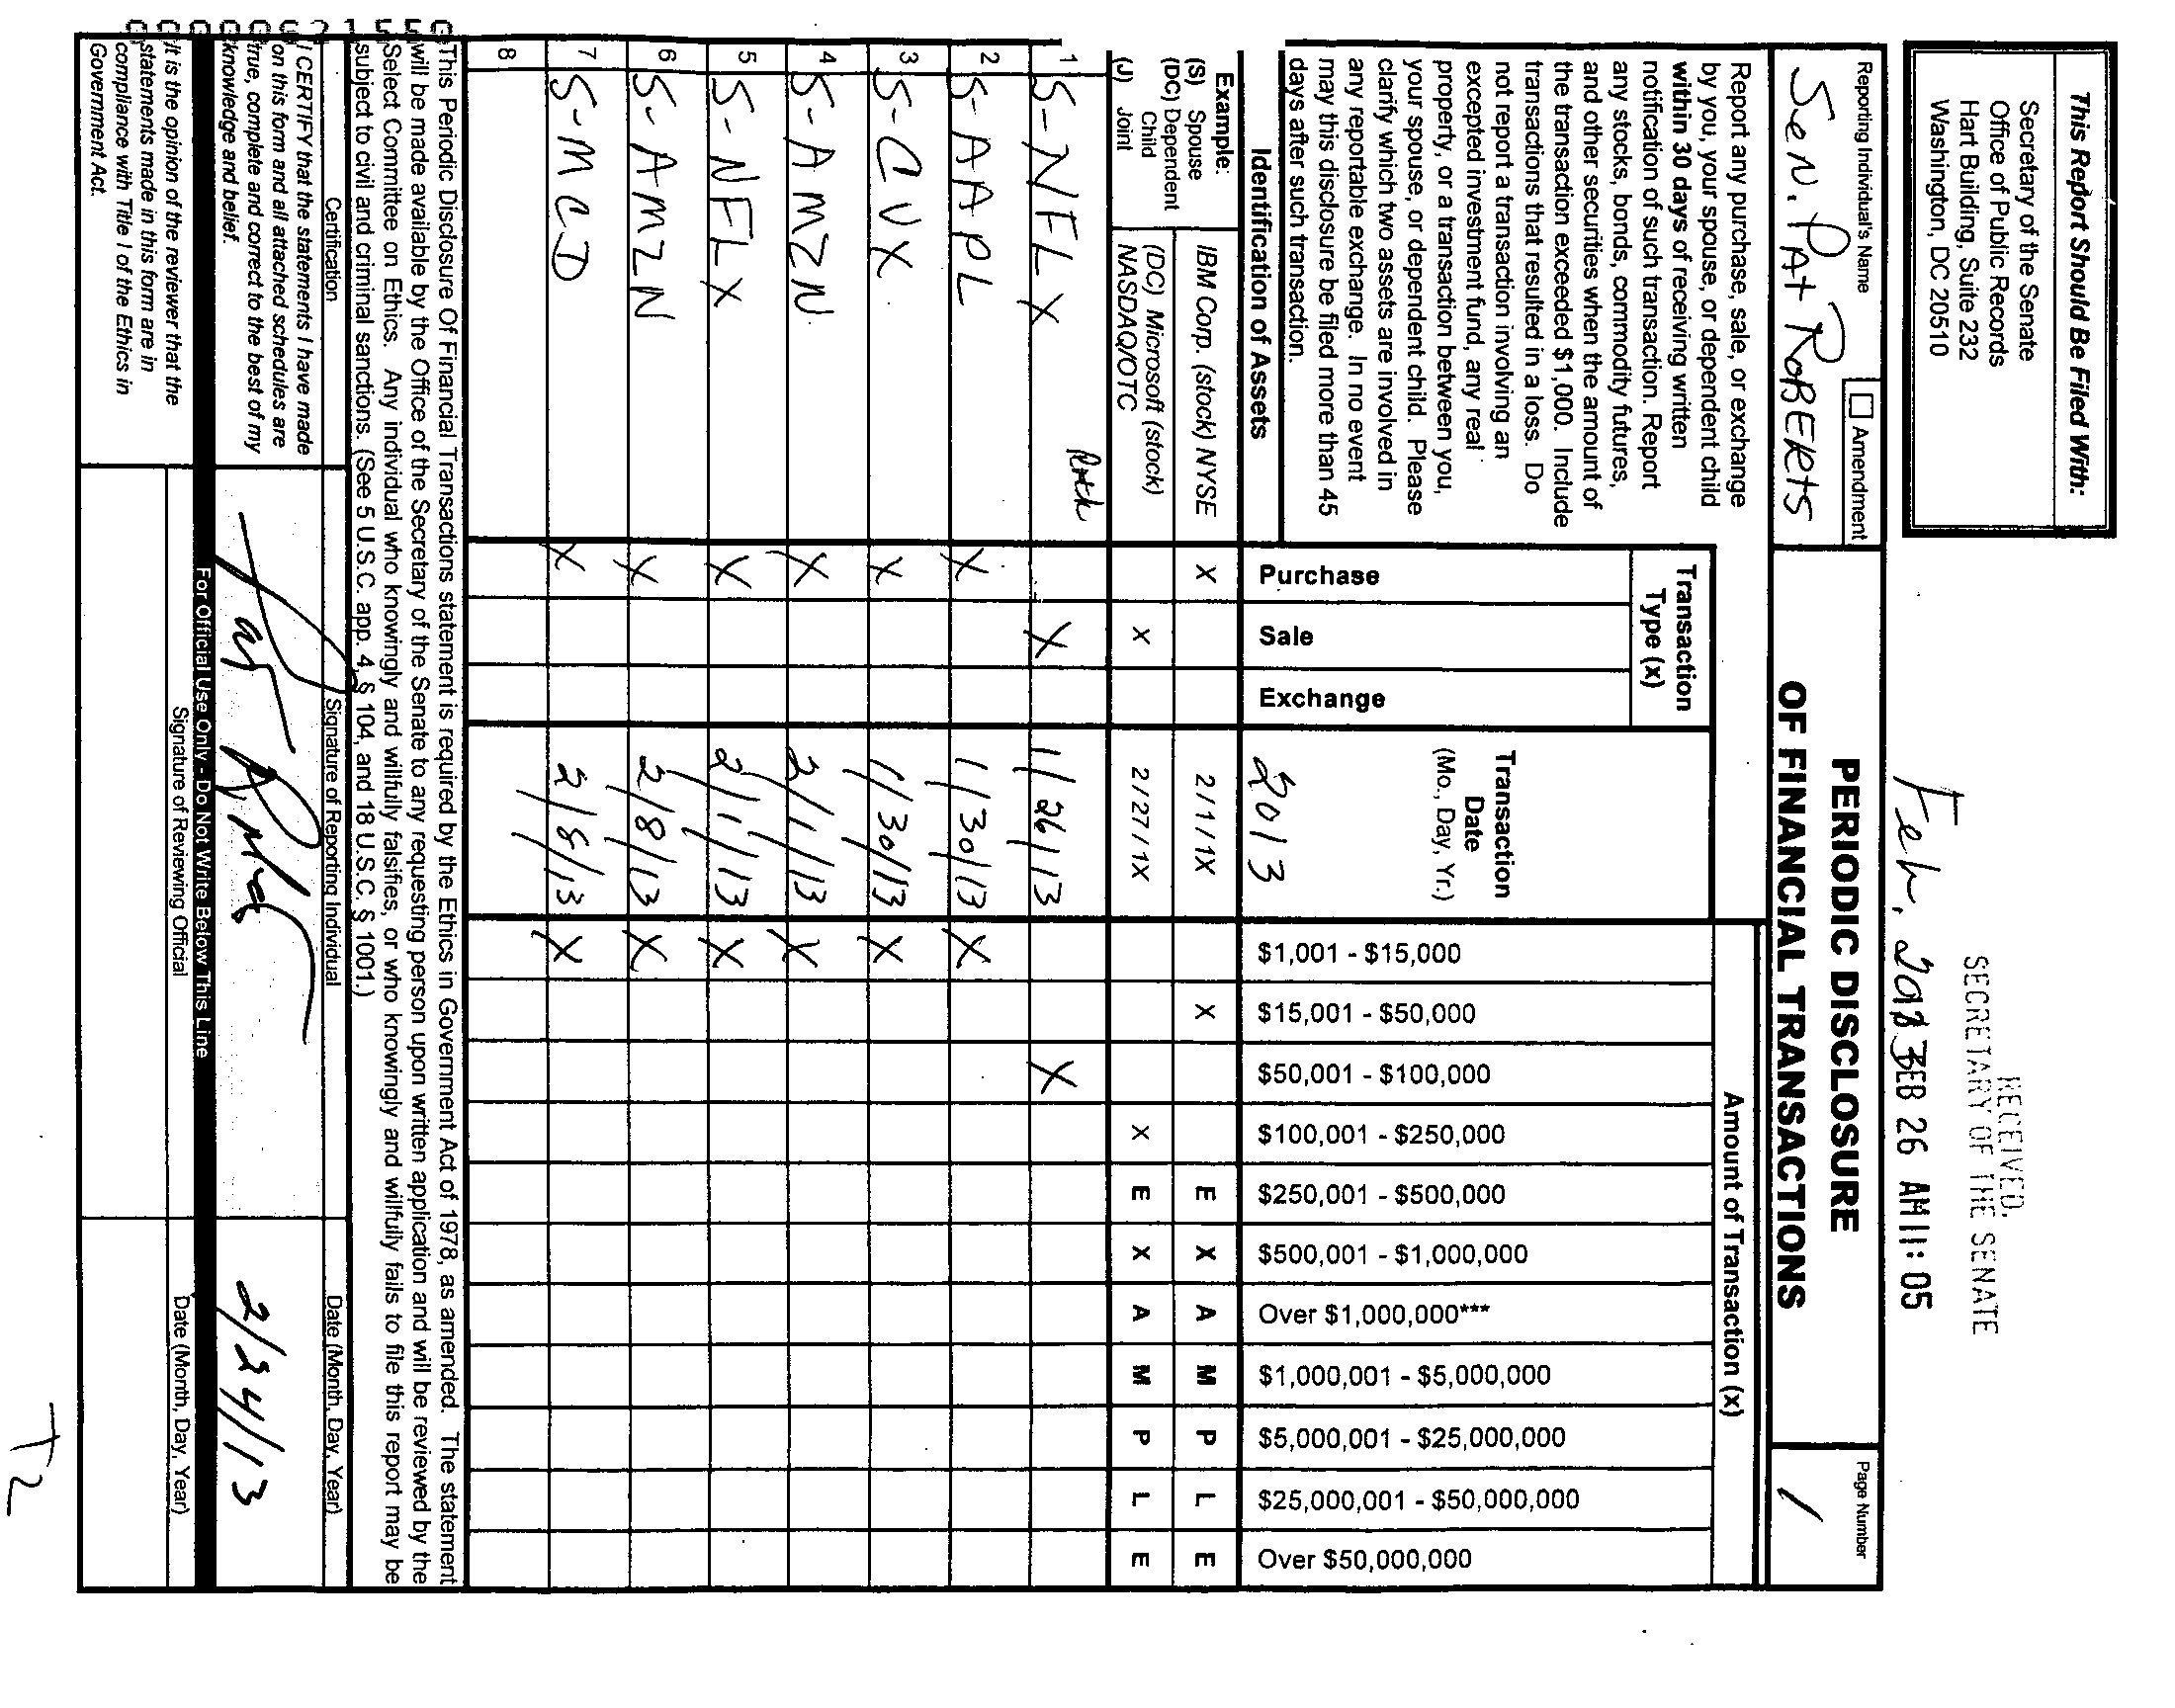 This Report Should Be Filed With:
Secretary of the Senate
Office of Public Records
Hart Building, Suite 232
Washington, DC 20510
RECEIVED
SECRETARY OF THE SENATE
Feb, 2013
FEB 26 AM 11:05
Reporting Individual's Name
Sen. Pat Roberts
Amendment
PERIODIC DISCLOSURE
OF FINANCIAL TRANSACTIONS
Page Number
1
Report any purchase, sale, or exchange
by you, your spouse, or dependent child
within 30 days of receiving written
notification of such transaction. Report
any stocks, bonds, commodity futures,
and other securities when the amount of
the transaction exceeded $1,000. Include
transactions that resulted in a loss. Do
not report a transaction involving an
excepted investment fund, any real
property, or a transaction between you,
your spouse, or dependent child. Please
clarify which two assets are involved in
any reportable exchange. In no event
may this disclosure be filed more than 45
days after such transaction.
Identification of Assets
Transaction
Type (x)
Purchase
Sale
Exchange
Transaction
Date
(Mo., Day, Yr.)
2013
Amount of Transaction (x)
$1,001 - $15,000
$15,001 - $50,000
$50,001 - $100,000
$100,001 - $250,000
$250,001 - $500,000
$500,001 - $1,000,000
Over $1,000,000***
$1,000,001 - $5,000,000
$5,000,001 - $25,000,000
$25,000,001 - $50,000,000
Over $50,000,000
Example:
(S) Spouse
(DC) Dependent
Child
(J) Joint
IBM Corp. (stock) NYSE X 2/1/1X X E X A M P L E
(DC) Microsoft (stock)
NASDAQ/OTC X 2/27/1X X E X A M P L E
1 S-NFLX X 1/26/13 X
2 S-AAPL X 1/30/13 X
3 S-CVX X 1/30/13 X
4 S-AMZN X 2/1/13 X
5 S-NFLX X 2/1/13 X
6 S-AMZN X 2/8/13 X
7 S-MCD X 2/8/13 X
8
This Periodic Disclosure Of Financial Transactions statement is required by the Ethics in Government Act of 1978, as amended. The statement
will be made available by the Office of the Secretary of the Senate to any requesting person upon written application and will be reviewed by the
Select Committee on Ethics. Any individual who knowingly and willfully falsifies, or who knowingly and willfully fails to file this report may be
subject to civil and criminal sanctions. (See 5 U.S.C. app. 4, § 104, and 18 U.S.C. § 1001.)
Certification
Signature of Reporting Individual
Date (Month, Day, Year)
I CERTIFY that the statements I have made
on this form and all attached schedules are
true, complete and correct to the best of my
knowledge and belief.
2/24/13
For Official Use Only - Do Not Write Below This Line
It is the opinion of the reviewer that the
statements made in this form are in
compliance with Title I of the Ethics in
Government Act.
Signature of Reviewing Official
Date (Month, Day, Year)
T2